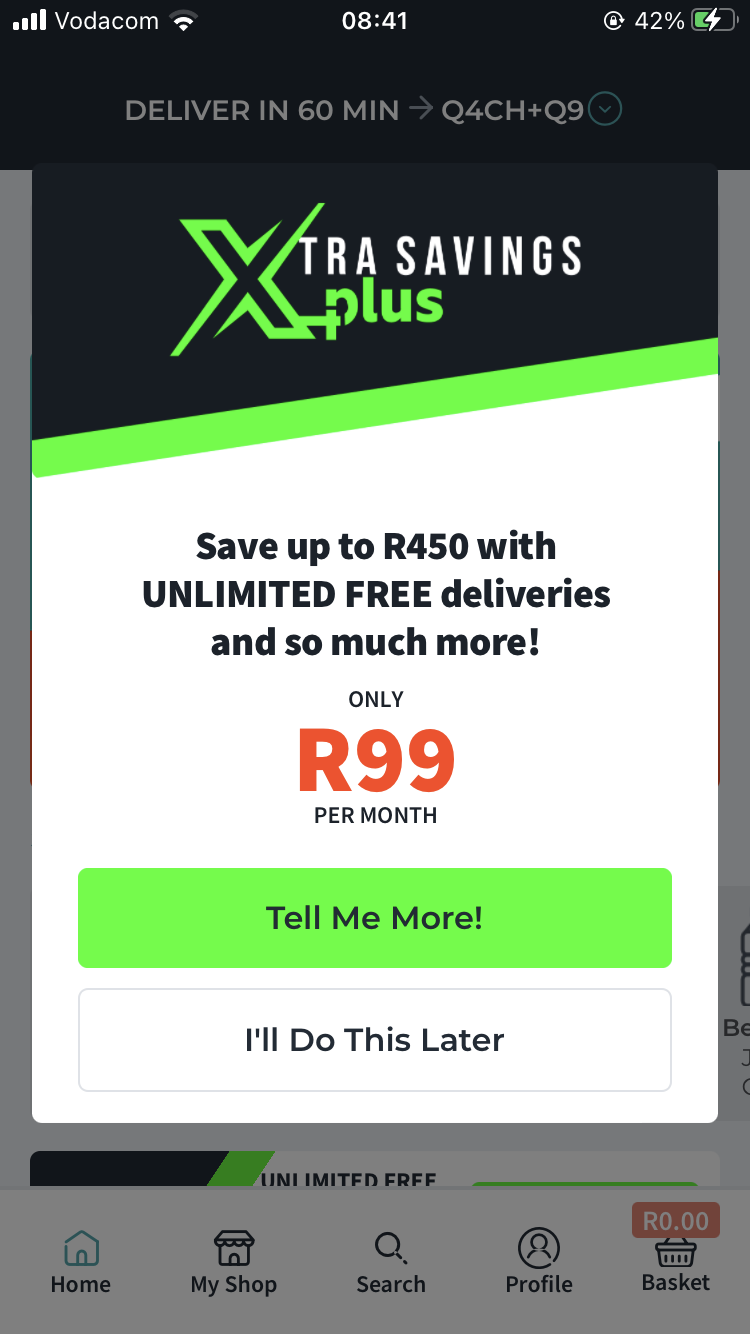 Vodacom 08:41 42%
DELIVER IN 60 MIN → Q4CH+Q9
XTRA SAVINGS
plus
Save up to R450 with
UNLIMITED FREE deliveries
and so much more!
ONLY
R99
PER MONTH
Tell Me More!
I'll Do This Later
UNLIMITED FREE
R0.00
Home My Shop Search Profile Basket